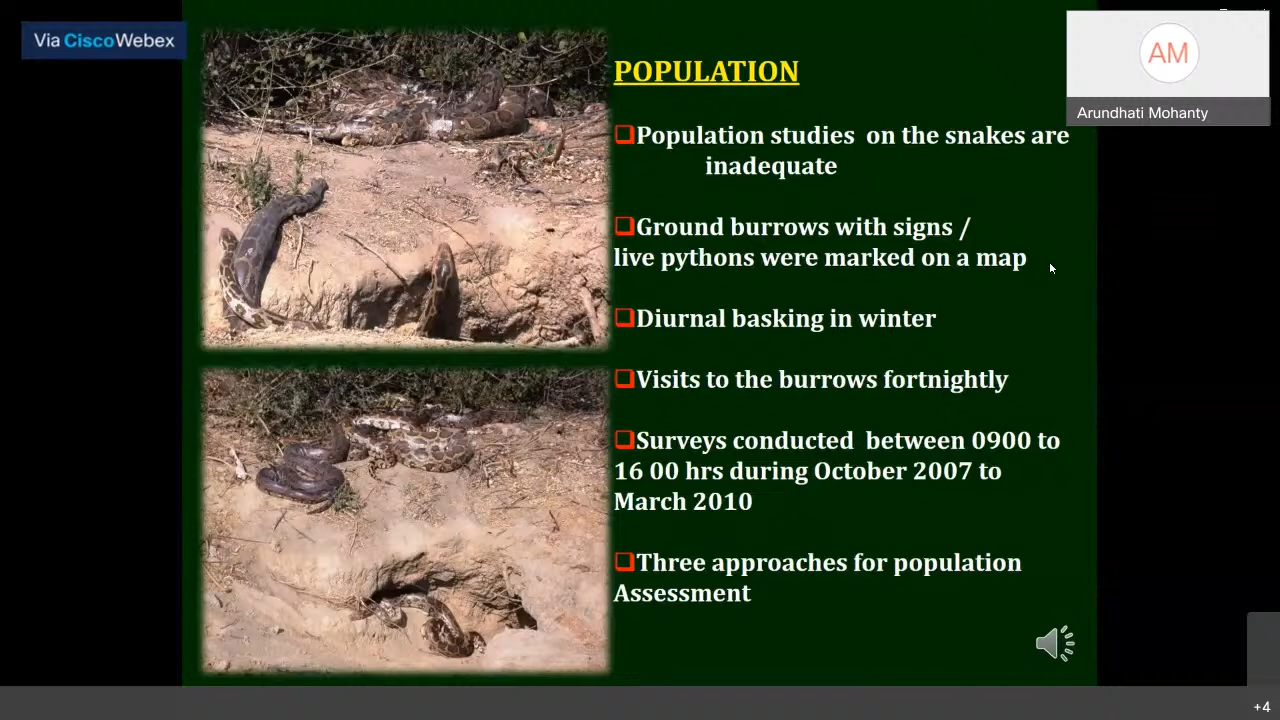 Via CiscoWebex
POPULATION
AM
Arundhati Mohanty
Population studies on the snakes are
inadequate
Ground burrows with signs /
live pythons were marked on a map
Diurnal basking in winter
Visits to the burrows fortnightly
Surveys conducted between 0900 to
16 00 hrs during October 2007 to
March 2010
Three approaches for population
Assessment
+4